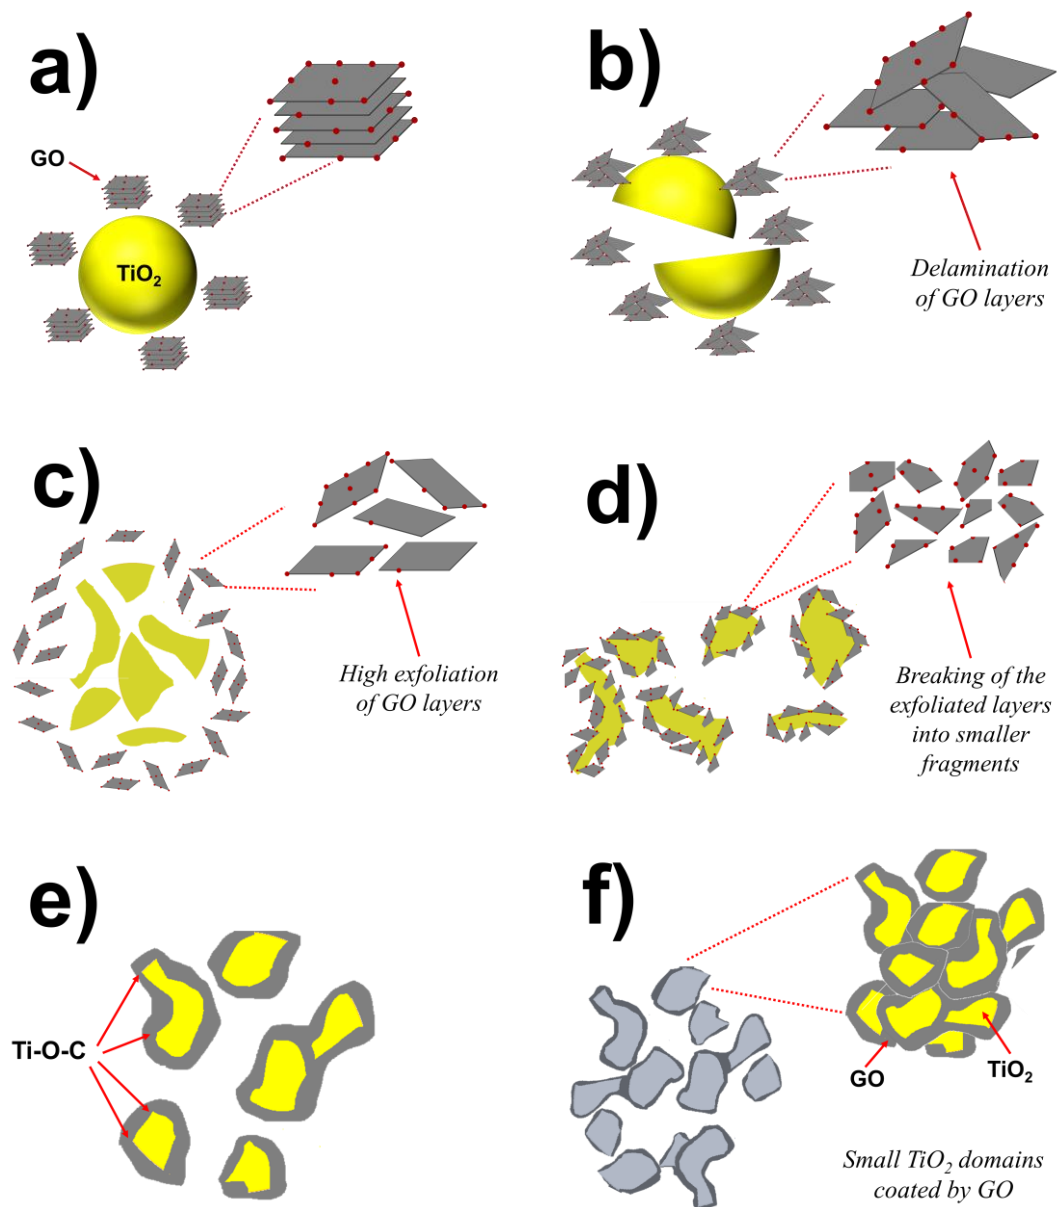 a)
GO
TiO₂
b)
Delamination
of GO layers
c)
High exfoliation
of GO layers
d)
Breaking of the
exfoliated layers
into smaller
fragments
e)
Ti-O-C
f)
GO
TiO₂
Small TiO₂ domains
coated by GO